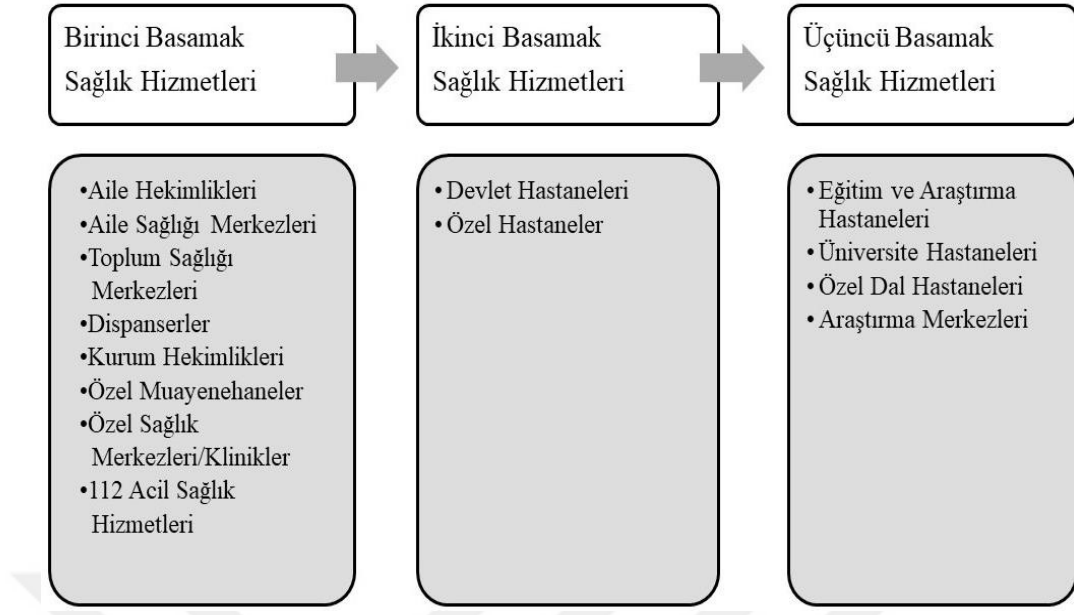 Birinci Basamak
Sağlık Hizmetleri
İkinci Basamak
Sağlık Hizmetleri
Üçüncü Basamak
Sağlık Hizmetleri
•Aile Hekimlikleri
•Aile Sağlığı Merkezleri
•Toplum Sağlığı
Merkezleri
•Dispanserler
•Kurum Hekimlikleri
•Özel Muayenehaneler
•Özel Sağlık
Merkezleri/Klinikler
•112 Acil Sağlık
Hizmetleri
• Devlet Hastaneleri
• Özel Hastaneler
• Eğitim ve Araştırma
Hastaneleri
• Üniversite Hastaneleri
• Özel Dal Hastaneleri
• Araştırma Merkezleri